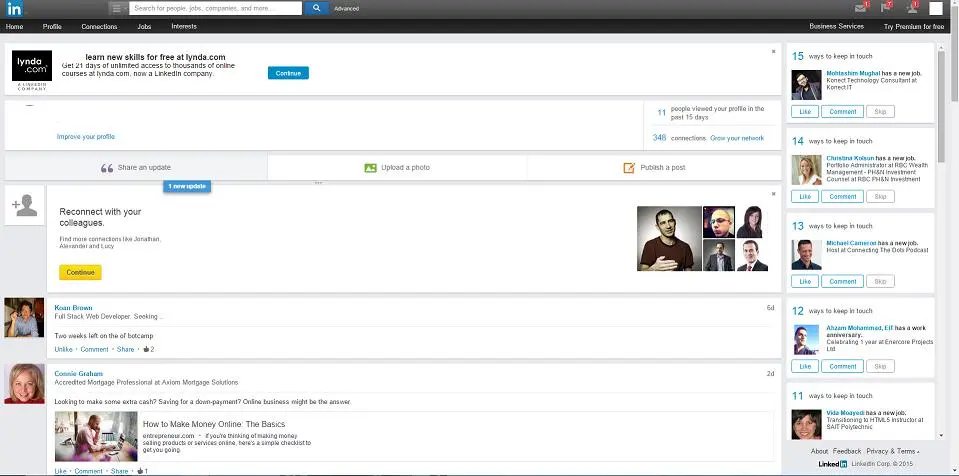 in
Search for people, jobs, companies, and more...
Advanced
1
7
1
Home Profile Connections Jobs Interests
Business Services Try Premium for free
lynda
.com
A LINKEDIN
COMPANY
learn new skills for free at lynda.com
Get 21 days of unlimited access to thousands of online
courses at lynda.com, now a LinkedIn company.
Continue
Improve your profile
11 people viewed your profile in the
past 15 days
348 connections Grow your network
Share an update
Upload a photo
Publish a post
1 new update
Reconnect with your
colleagues.
Find more connections like Jonathan,
Alexander and Lucy
Continue
Koan Brown
6d
Full Stack Web Developer. Seeking ..
Two weeks left on the of botcamp
Unlike • Comment • Share • 2
Connie Graham
2d
Accredited Mortgage Professional at Axiom Mortgage Solutions
Looking to make some extra cash? Saving for a down-payment? Online business might be the answer.
How to Make Money Online: The Basics
entrepreneur.com • If you're thinking of making money
selling products or services online, here's a simple checklist to
get you going.
Like • Comment • Share • 1
15 ways to keep in touch
Mohtashim Mughal has a new job.
Konect Technology Consultant at
Konect IT
Like Comment Skip
14 ways to keep in touch
Christina Kolsun has a new job.
Portfolio Administrator at RBC Wealth
Management - PH&N Investment
Counsel at RBC PH&N Investment
Like Comment Skip
13 ways to keep in touch
Michael Cameron has a new job.
Host at Connecting The Dots Podcast
Like Comment Skip
12 ways to keep in touch
Ahzam Mohammad, EIT has a work
anniversary.
Celebrating 1 year at Enercore Projects
Ltd
Like Comment Skip
11 ways to keep in touch
Vida Moayedi has a new job.
Transitioning to HTML5 Instructor at
SAIT Polytechnic
About Feedback Privacy & Terms
Linked in LinkedIn Corp. © 2015